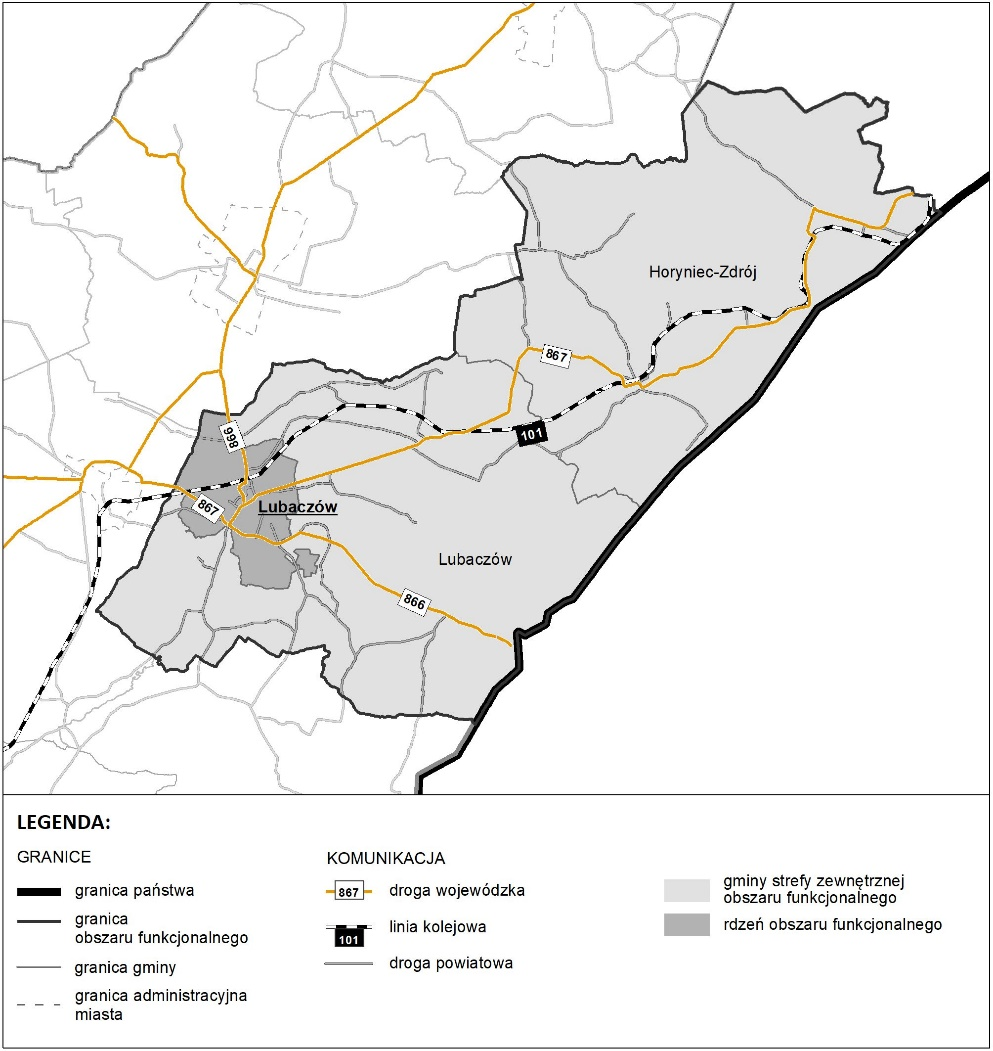 Horyniec-Zdrój
867
101
866
867
Lubaczów
Lubaczów
866
LEGENDA:
GRANICE
granica państwa
granica
obszaru funkcjonalnego
granica gminy
granica administracyjna
miasta
KOMUNIKACJA
867
droga wojewódzka
101
linia kolejowa
droga powiatowa
gminy strefy zewnętrznej
obszaru funkcjonalnego
rdzeń obszaru funkcjonalnego